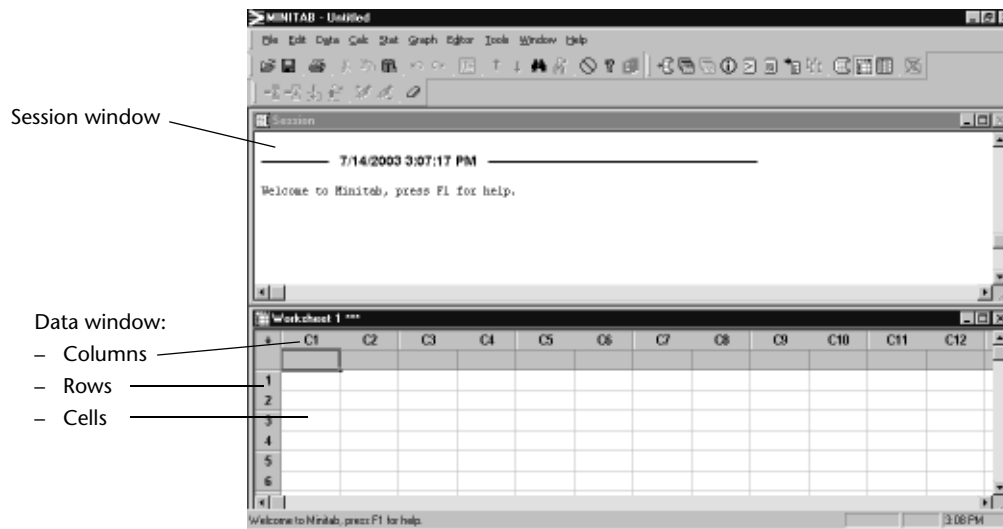 MINITAB - Untitled
File Edit Data Calc Stat Graph Editor Tools Window Help
Session window
Session
7/14/2003 3:07:17 PM
Welcome to Minitab, press F1 for help.
Data window:
– Columns
– Rows
– Cells
Worksheet 1 ***
C1 C2 C3 C4 C5 C6 C7 C8 C9 C10 C11 C12
1
2
3
4
5
6
Welcome to Minitab, press F1 for help.
3:08 PM